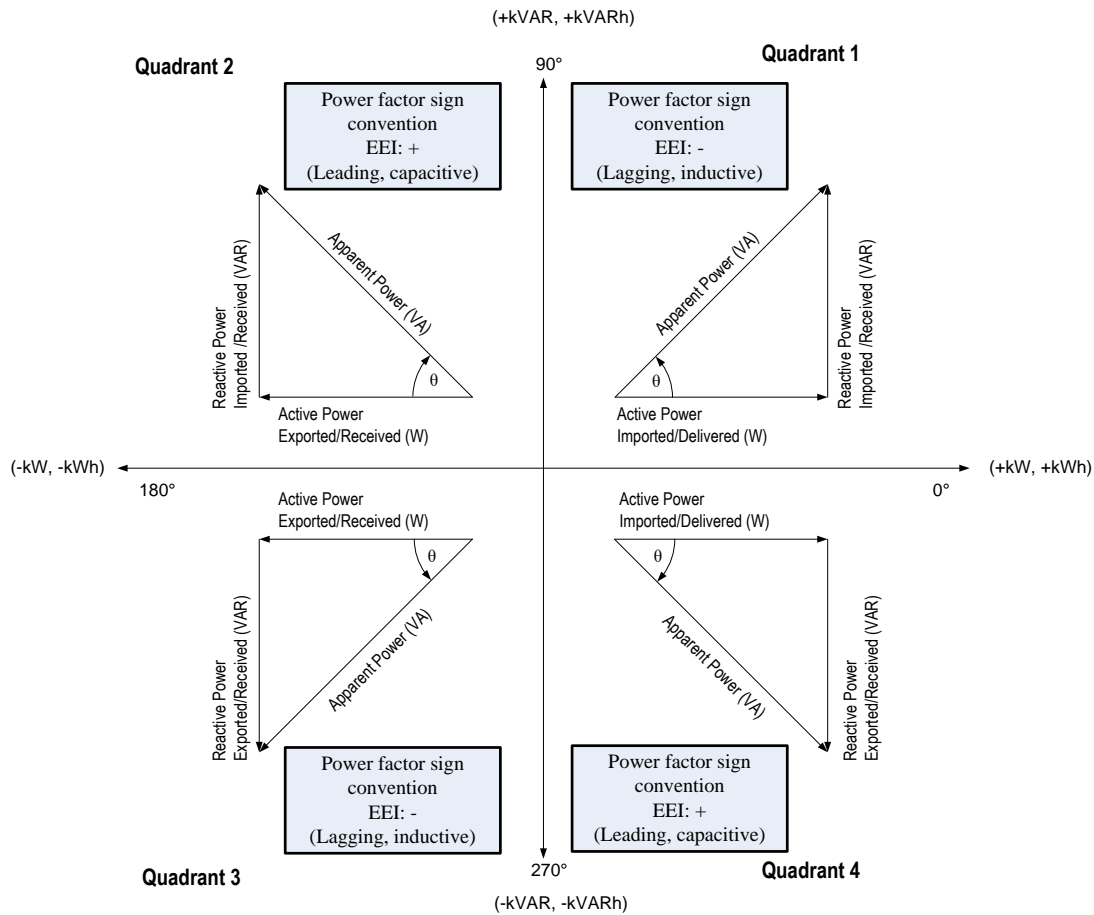 (+kVAR, +kVARh)
Quadrant 2
Quadrant 1
90°
Power factor sign
convention
EEI: +
(Leading, capacitive)
Power factor sign
convention
EEI: -
(Lagging, inductive)
Apparent Power (VA)
Reactive Power
Imported /Received (VAR)
θ
Active Power
Exported/Received (W)
Apparent Power (VA)
Reactive Power
Imported /Received (VAR)
θ
Active Power
Imported/Delivered (W)
(-kW, -kWh)
180°
0°
(+kW, +kWh)
Active Power
Exported/Received (W)
θ
Reactive Power
Exported/Received (VAR)
Apparent Power (VA)
Active Power
Imported/Delivered (W)
θ
Apparent Power (VA)
Reactive Power
Exported/Received (VAR)
Power factor sign
convention
EEI: -
(Lagging, inductive)
Power factor sign
convention
EEI: +
(Leading, capacitive)
Quadrant 3
270°
Quadrant 4
(-kVAR, -kVARh)